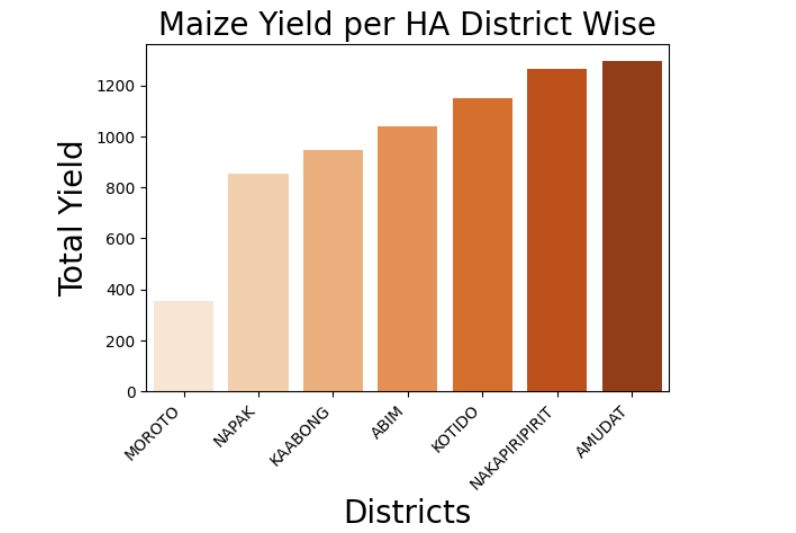 Maize Yield per HA District Wise
Total Yield
1200
1000
800
600
400
200
0
MOROTO
NAPAK
KAABONG
ABIM
KOTIDO
NAKAPIRIPIRIT
AMUDAT
Districts